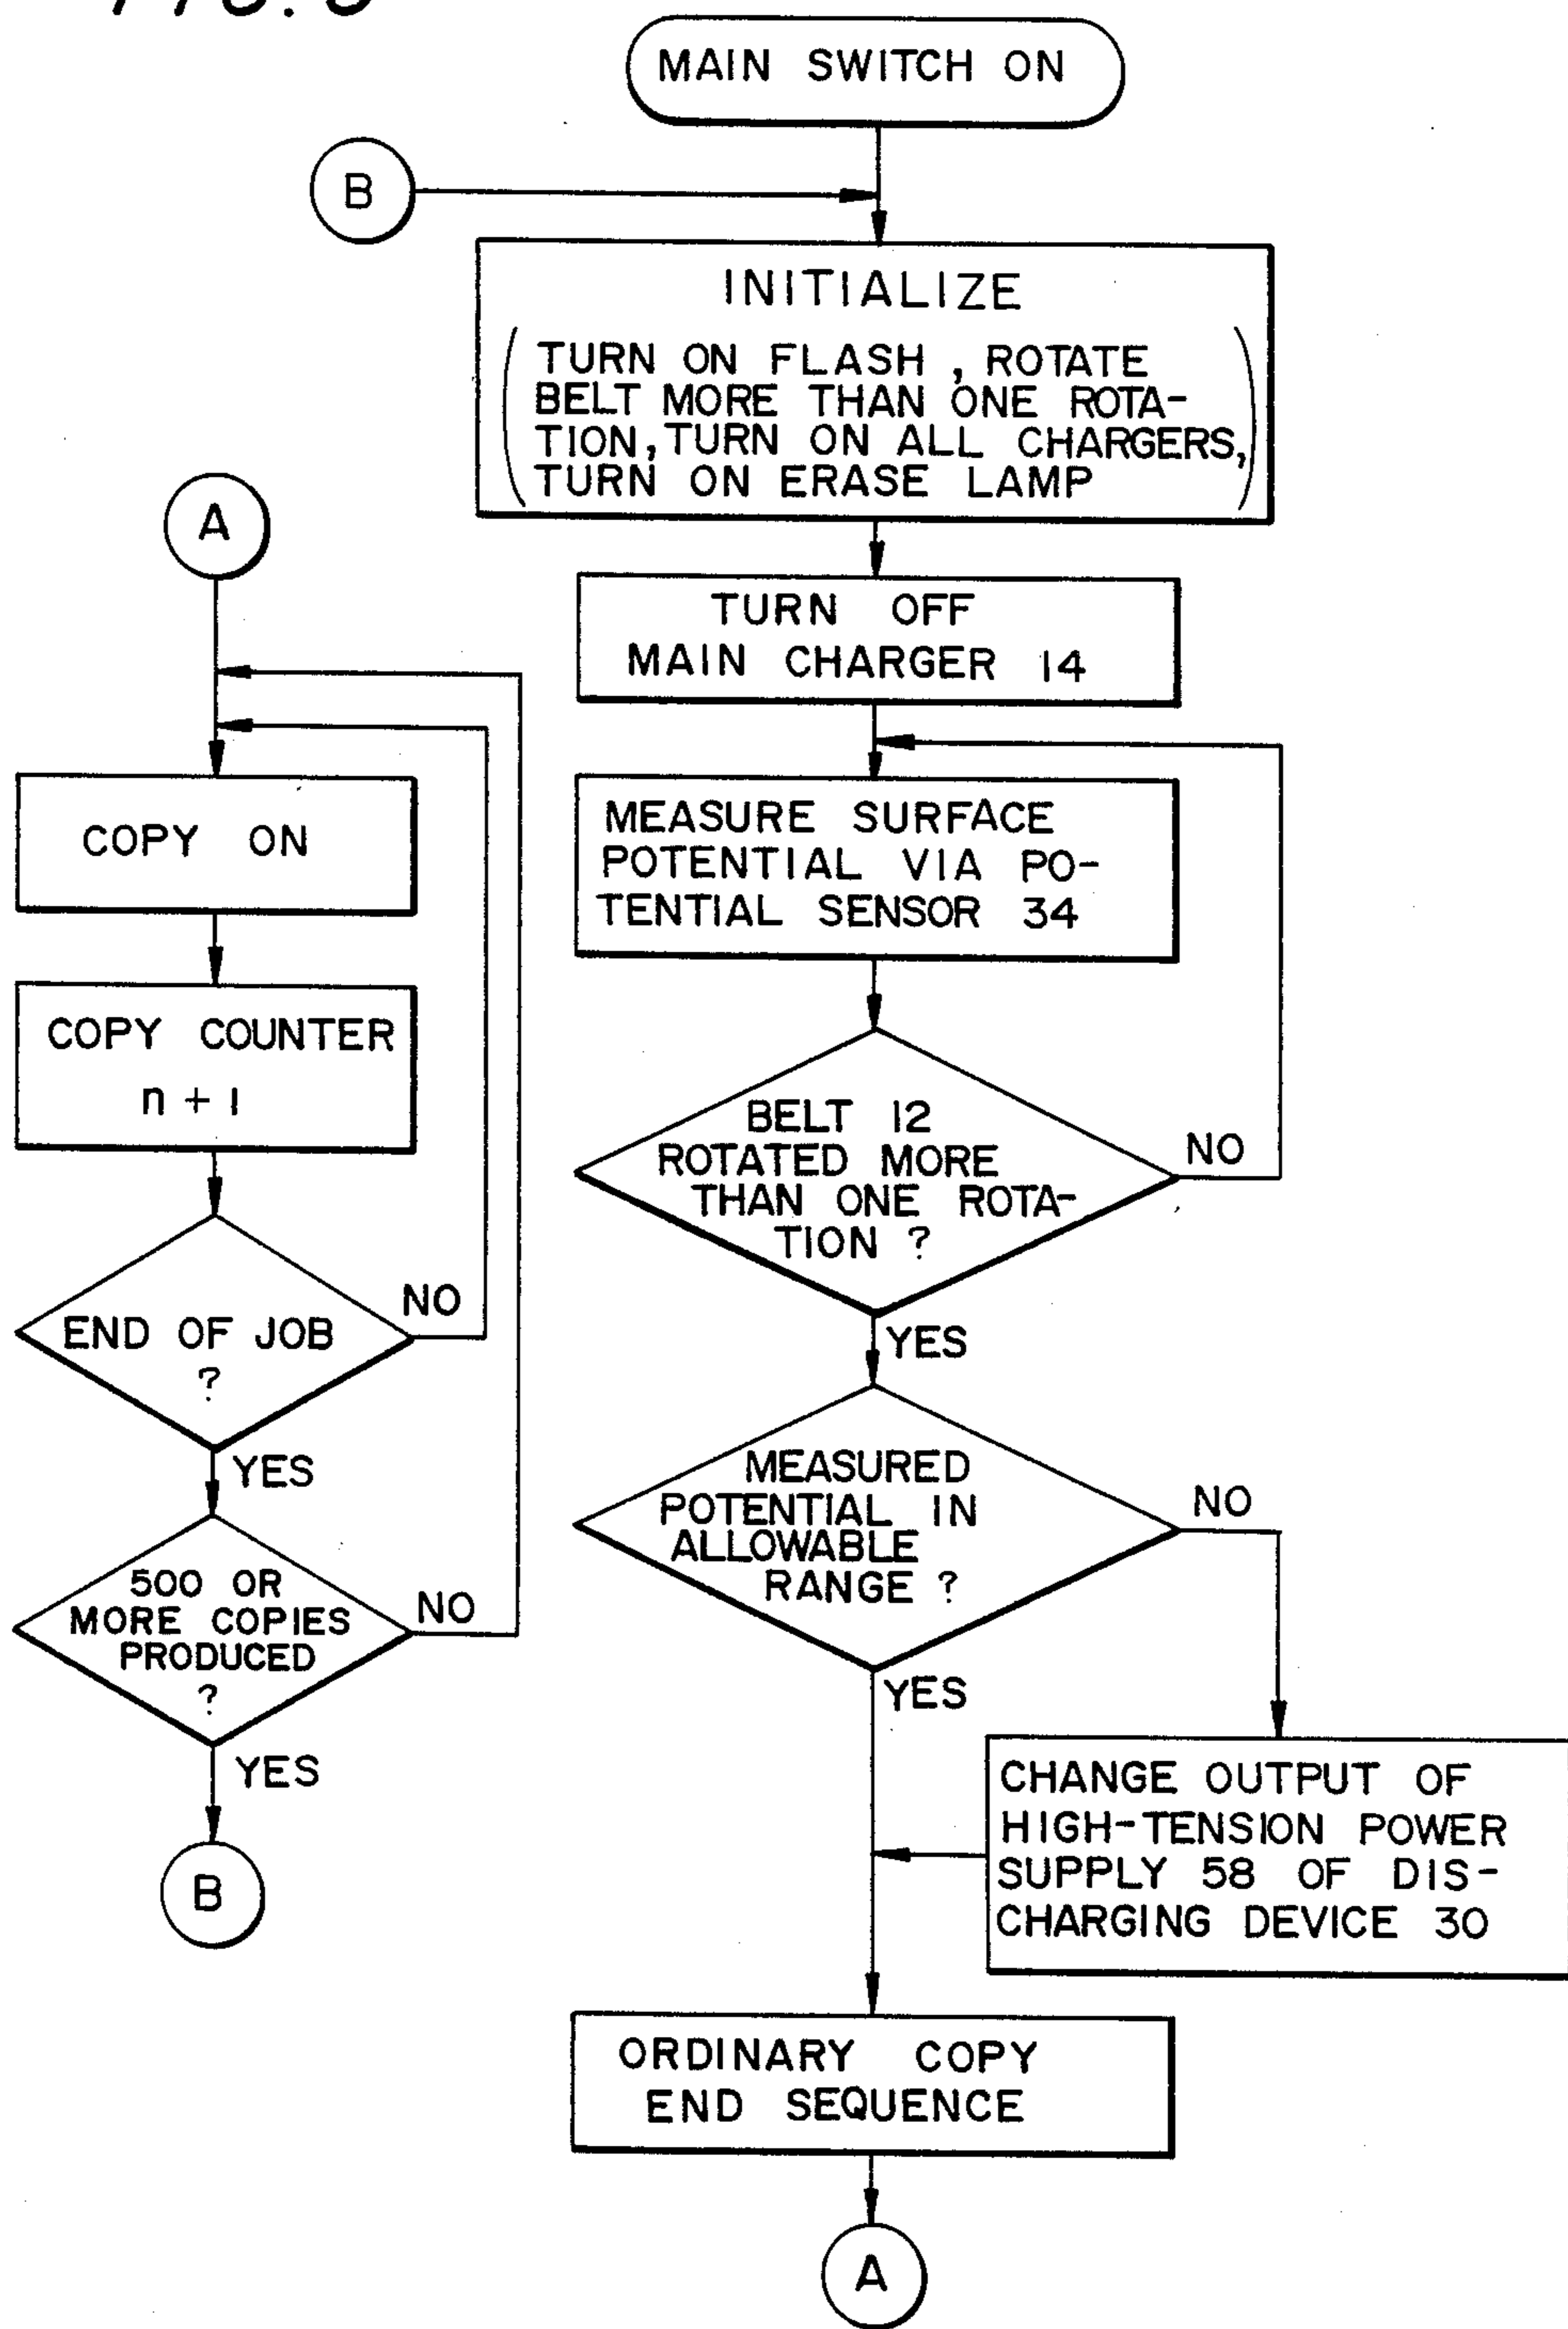 MAIN SWITCH ON
B
INITIALIZE
(TURN ON FLASH, ROTATE
BELT MORE THAN ONE ROTA-
TION, TURN ON ALL CHARGERS,
TURN ON ERASE LAMP)
TURN OFF
MAIN CHARGER 14
MEASURE SURFACE
POTENTIAL VIA PO-
TENTIAL SENSOR 34
BELT 12
ROTATED MORE
THAN ONE ROTA-
TION ?
NO
YES
MEASURED
POTENTIAL IN
ALLOWABLE
RANGE ?
NO
YES
CHANGE OUTPUT OF
HIGH-TENSION POWER
SUPPLY 58 OF DIS-
CHARGING DEVICE 30
ORDINARY COPY
END SEQUENCE
A
A
COPY ON
COPY COUNTER
n + 1
END OF JOB
?
NO
YES
500 OR
MORE COPIES
PRODUCED
?
NO
YES
B